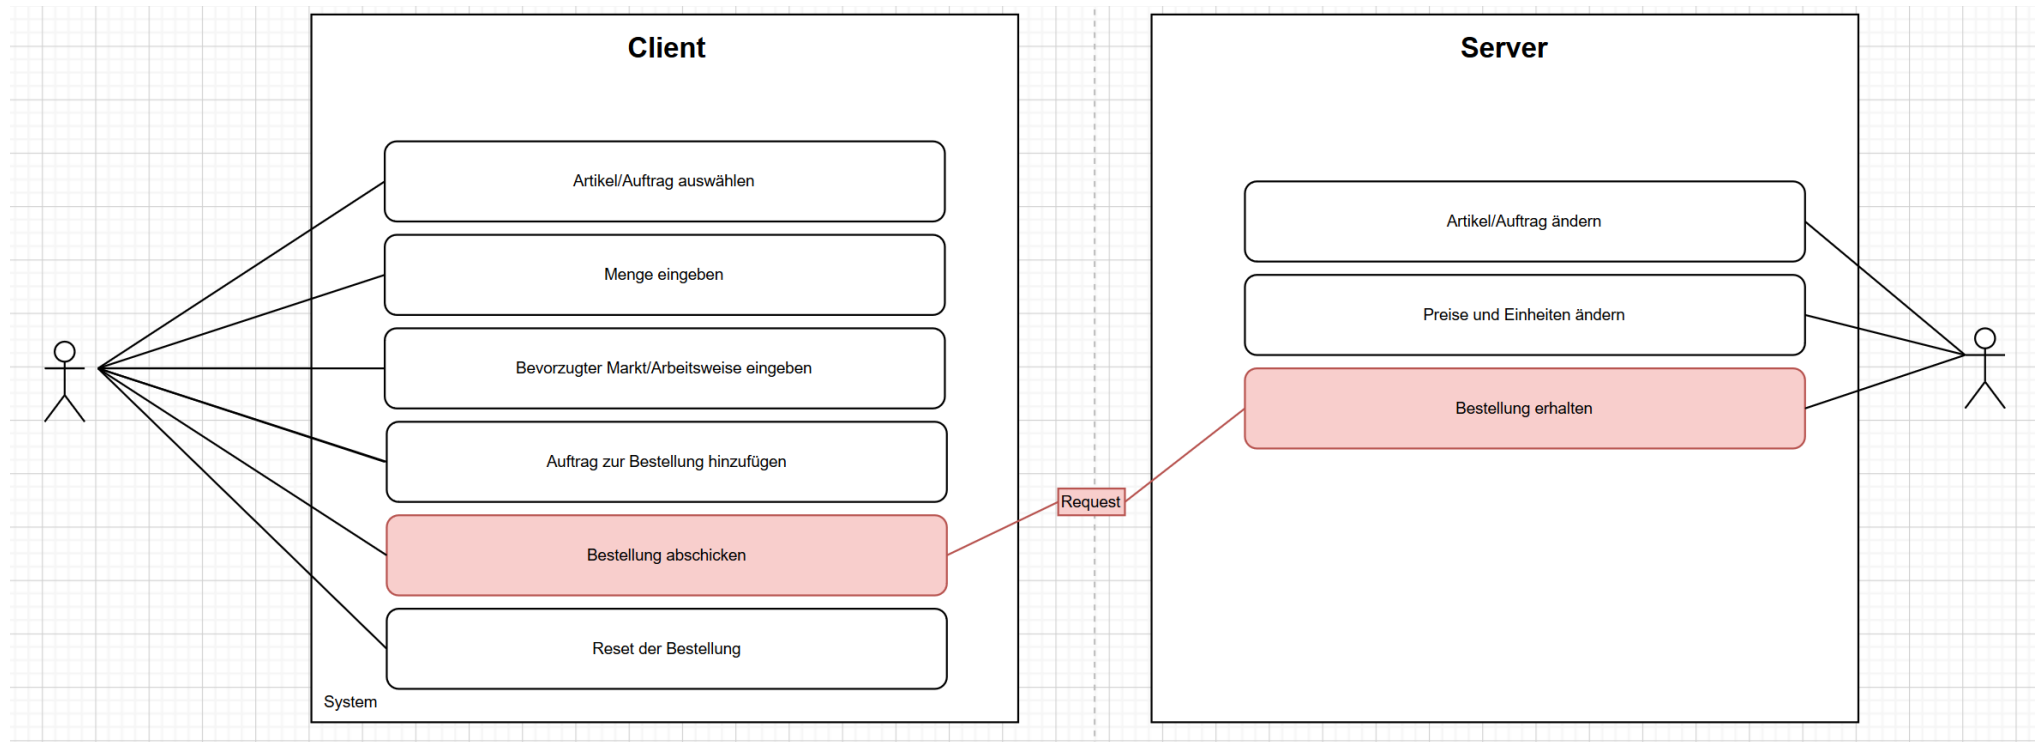 Client
Artikel/Auftrag auswählen
Menge eingeben
Bevorzugter Markt/Arbeitsweise eingeben
Auftrag zur Bestellung hinzufügen
Bestellung abschicken
Reset der Bestellung
System
Request
Server
Artikel/Auftrag ändern
Preise und Einheiten ändern
Bestellung erhalten